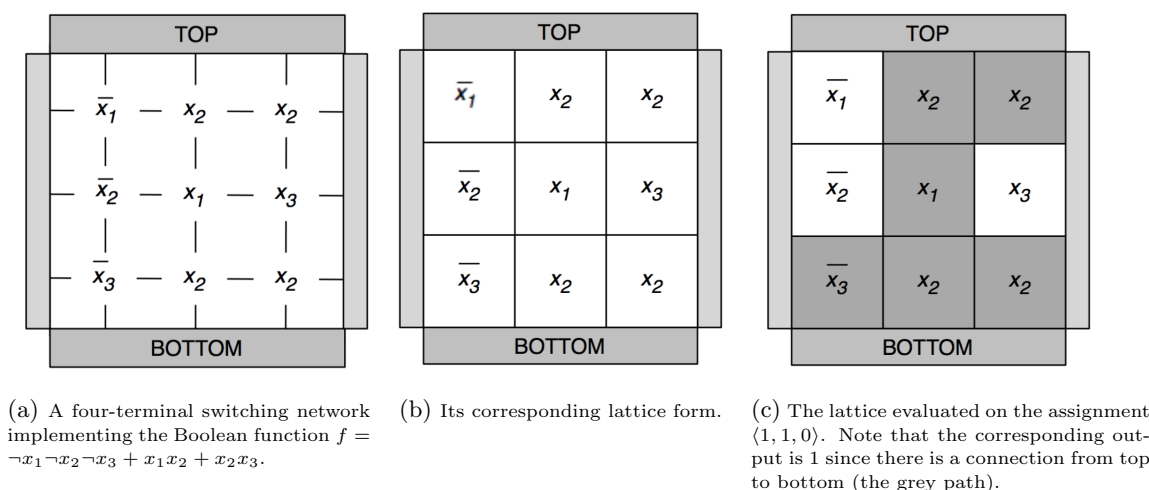 TOP
x̅₁ x₂ x₂
x̅₂ x₁ x₃
x̅₃ x₂ x₂
BOTTOM
TOP
x̅₁ x₂ x₂
x̅₂ x₁ x₃
x̅₃ x₂ x₂
BOTTOM
TOP
x̅₁ x₂ x₂
x̅₂ x₁ x₃
x̅₃ x₂ x₂
BOTTOM
(a) A four-terminal switching network
implementing the Boolean function f =
¬x₁¬x₂¬x₃ + x₁x₂ + x₂x₃.
(b) Its corresponding lattice form.
(c) The lattice evaluated on the assignment
⟨1, 1, 0⟩. Note that the corresponding out-
put is 1 since there is a connection from top
to bottom (the grey path).